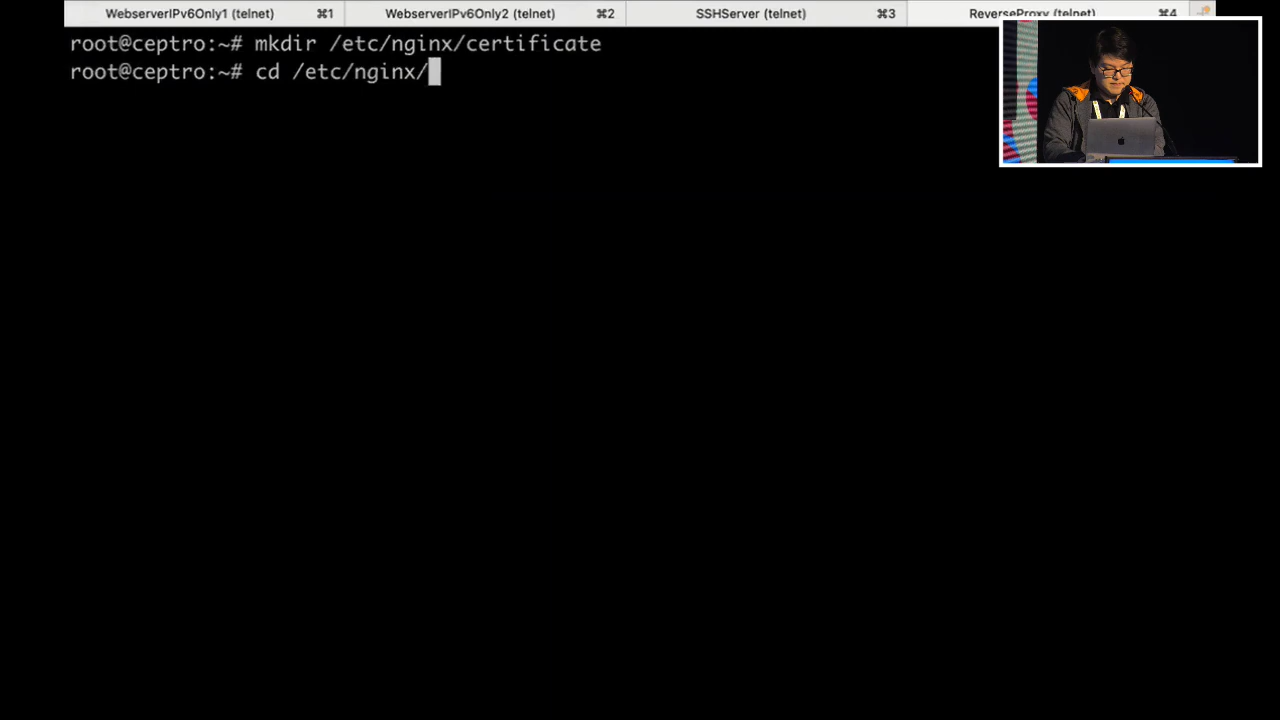 WebserverIPv6Only1 (telnet) ⌘1 WebserverIPv6Only2 (telnet) ⌘2 SSHServer (telnet) ⌘3 ReverseProxy (telnet) ⌘4
root@ceptro:~# mkdir /etc/nginx/certificate
root@ceptro:~# cd /etc/nginx/